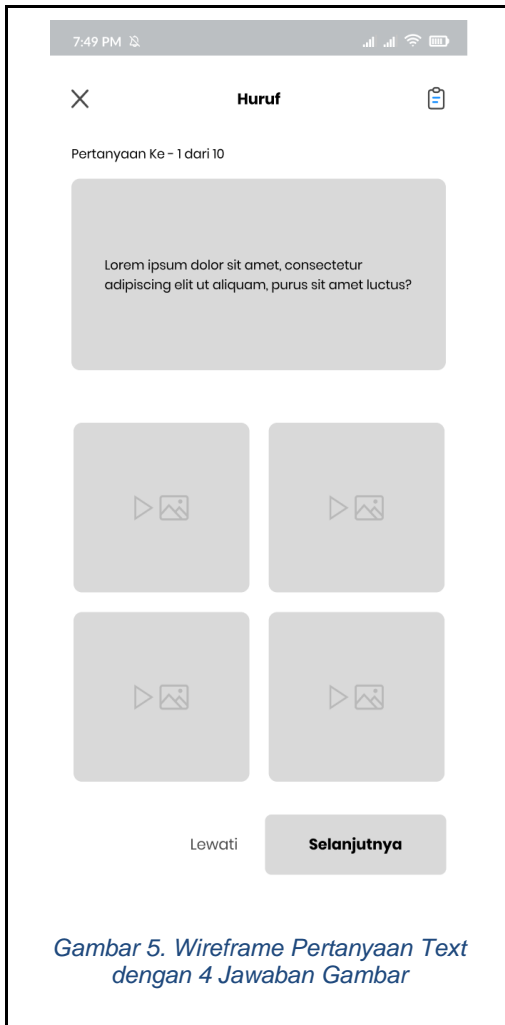 7:49 PM
Huruf
Pertanyaan Ke - 1 dari 10
Lorem ipsum dolor sit amet, consectetur
adipiscing elit ut aliquam, purus sit amet luctus?
Lewati
Selanjutnya
Gambar 5. Wireframe Pertanyaan Text
dengan 4 Jawaban Gambar